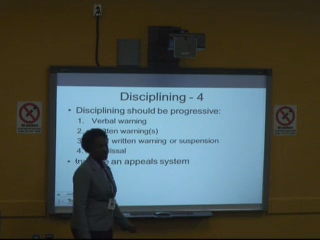 Disciplining - 4
• Disciplining should be progressive:
1. Verbal warning
2. written warning(s)
3. written warning or suspension
4.
• an appeals system